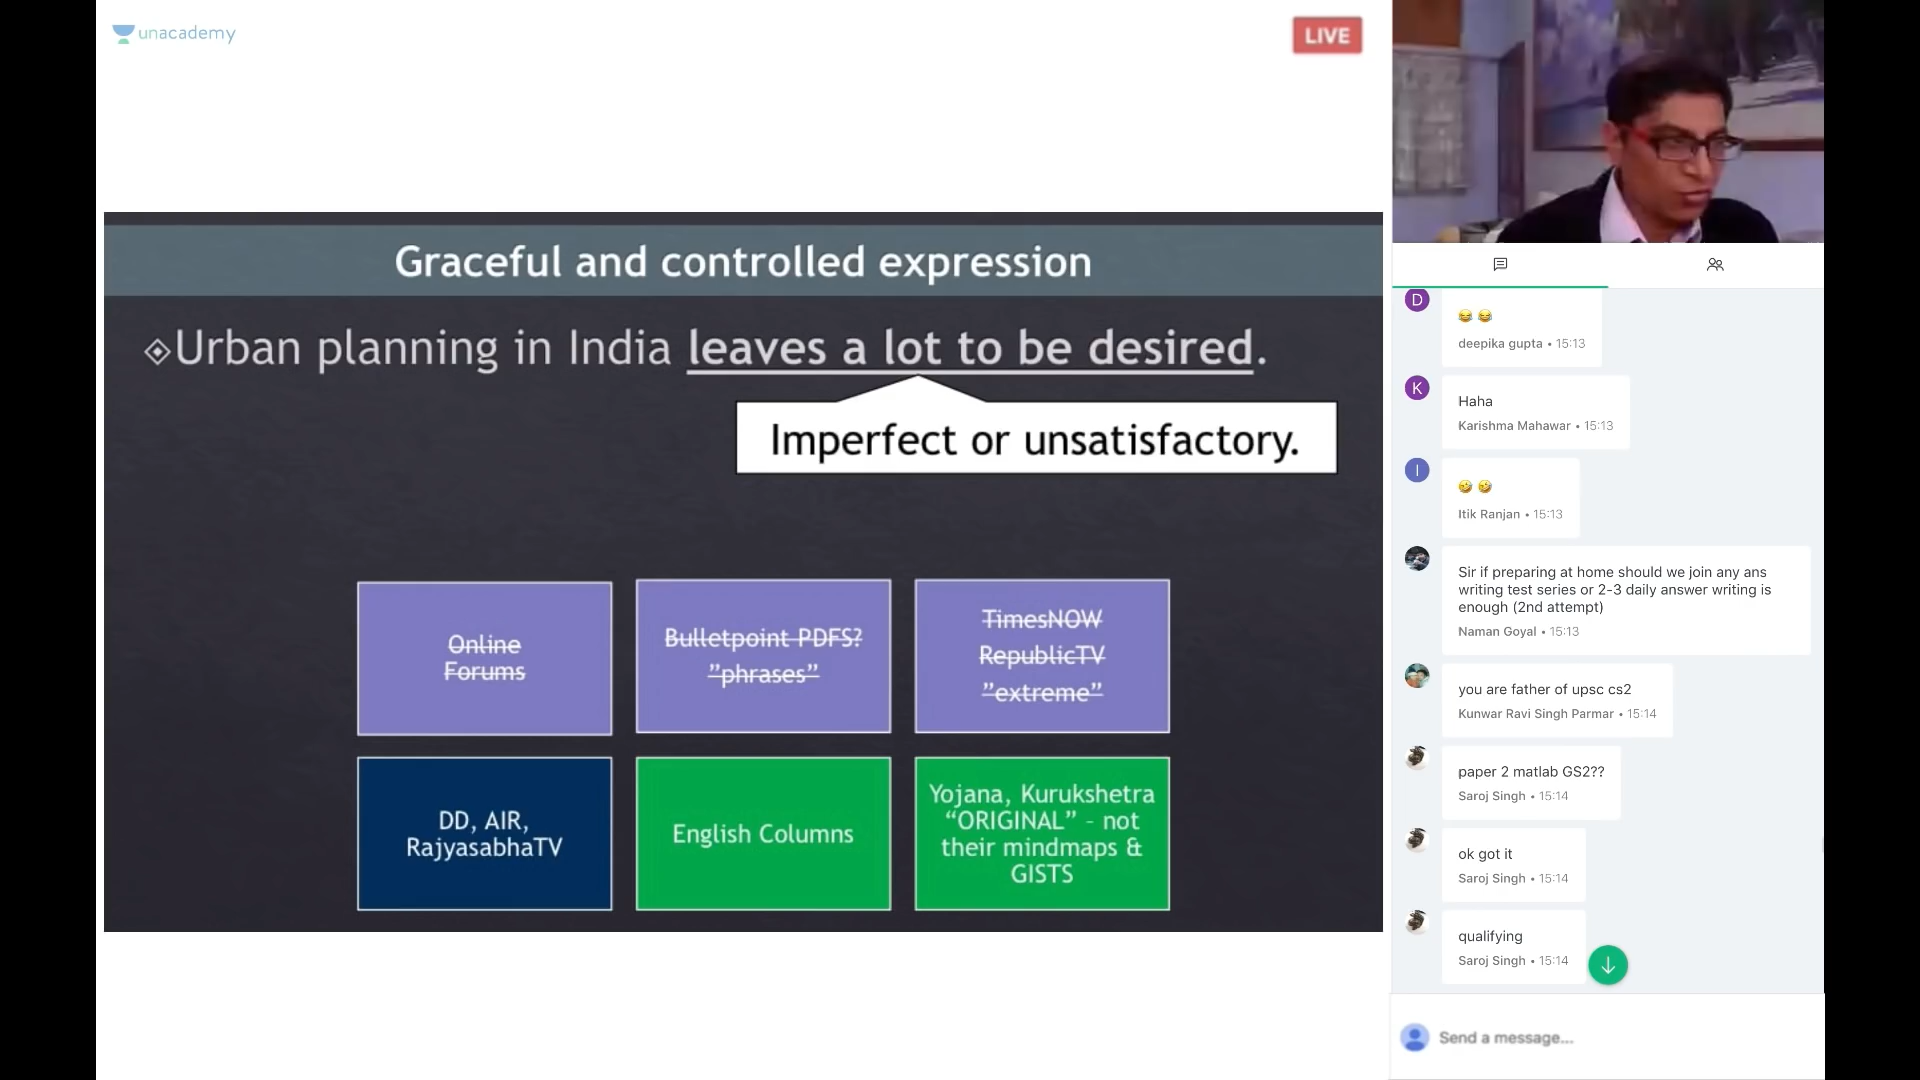 unacademy
LIVE
Graceful and controlled expression
Urban planning in India leaves a lot to be desired.
Imperfect or unsatisfactory.
Online
Forums
Bulletpoint PDFS?
”phrases”
TimesNOW
RepublicTV
”extreme”
DD, AIR,
RajyasabhaTV
English Columns
Yojana, Kurukshetra
“ORIGINAL” - not
their mindmaps &
GISTS
D
😂 😂
deepika gupta • 15:13
K
Haha
Karishma Mahawar • 15:13
I
🤣 🤣
Itik Ranjan • 15:13
Sir if preparing at home should we join any ans
writing test series or 2-3 daily answer writing is
enough (2nd attempt)
Naman Goyal • 15:13
you are father of upsc cs2
Kunwar Ravi Singh Parmar • 15:14
paper 2 matlab GS2??
Saroj Singh • 15:14
ok got it
Saroj Singh • 15:14
qualifying
Saroj Singh • 15:14
Send a message...